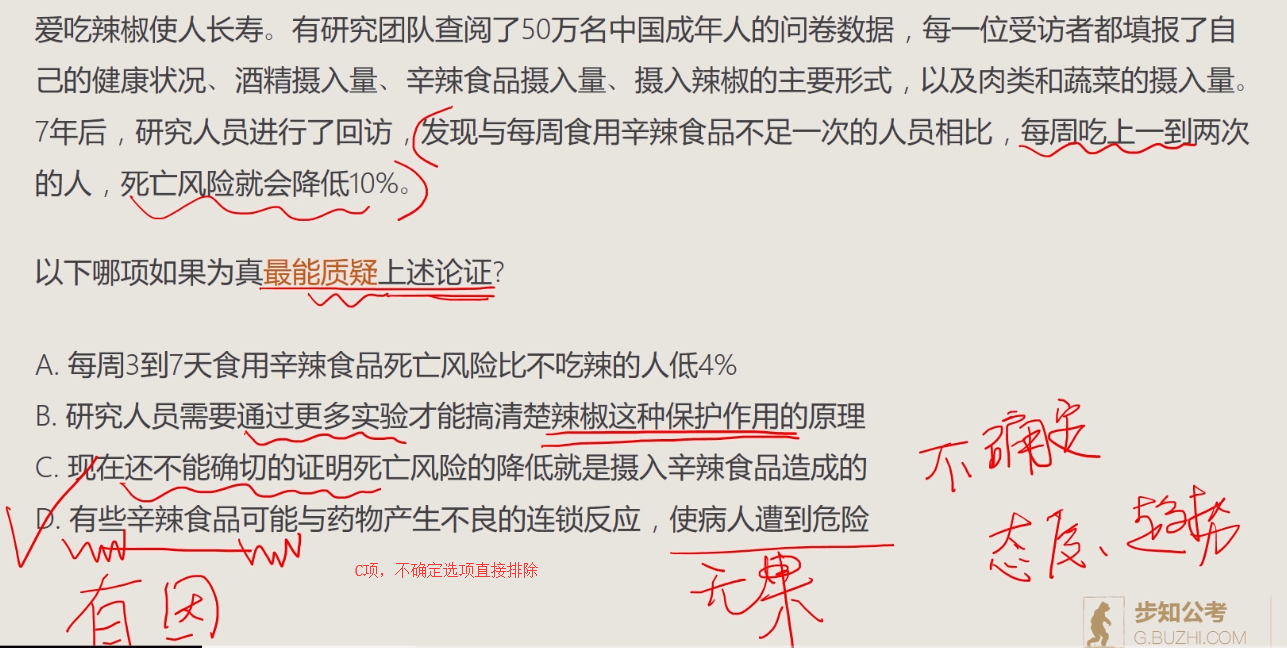 爱吃辣椒使人长寿。有研究团队查阅了50万名中国成年人的问卷数据，每一位受访者都填报了自
己的健康状况、酒精摄入量、辛辣食品摄入量、摄入辣椒的主要形式，以及肉类和蔬菜的摄入量。
7年后，研究人员进行了回访，发现与每周食用辛辣食品不足一次的人员相比，每周吃上一到两次
的人，死亡风险就会降低10%。
以下哪项如果为真最能质疑上述论证?
A. 每周3到7天食用辛辣食品死亡风险比不吃辣的人低4%
B. 研究人员需要通过更多实验才能搞清楚辣椒这种保护作用的原理
C. 现在还不能确切的证明死亡风险的降低就是摄入辛辣食品造成的
D. 有些辛辣食品可能与药物产生不良的连锁反应，使病人遭到危险
不确定
态度、趋势
C项，不确定选项直接排除
有因
无果
步知公考
G.BUZHI.COM